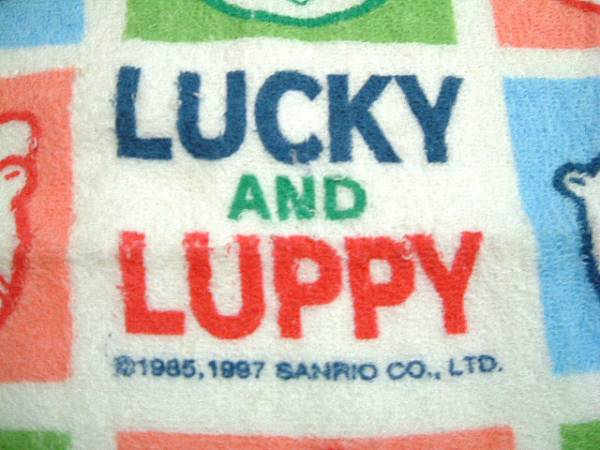 LUCKY
AND
LUPPY
©1985,1997 SANRIO CO., LTD.